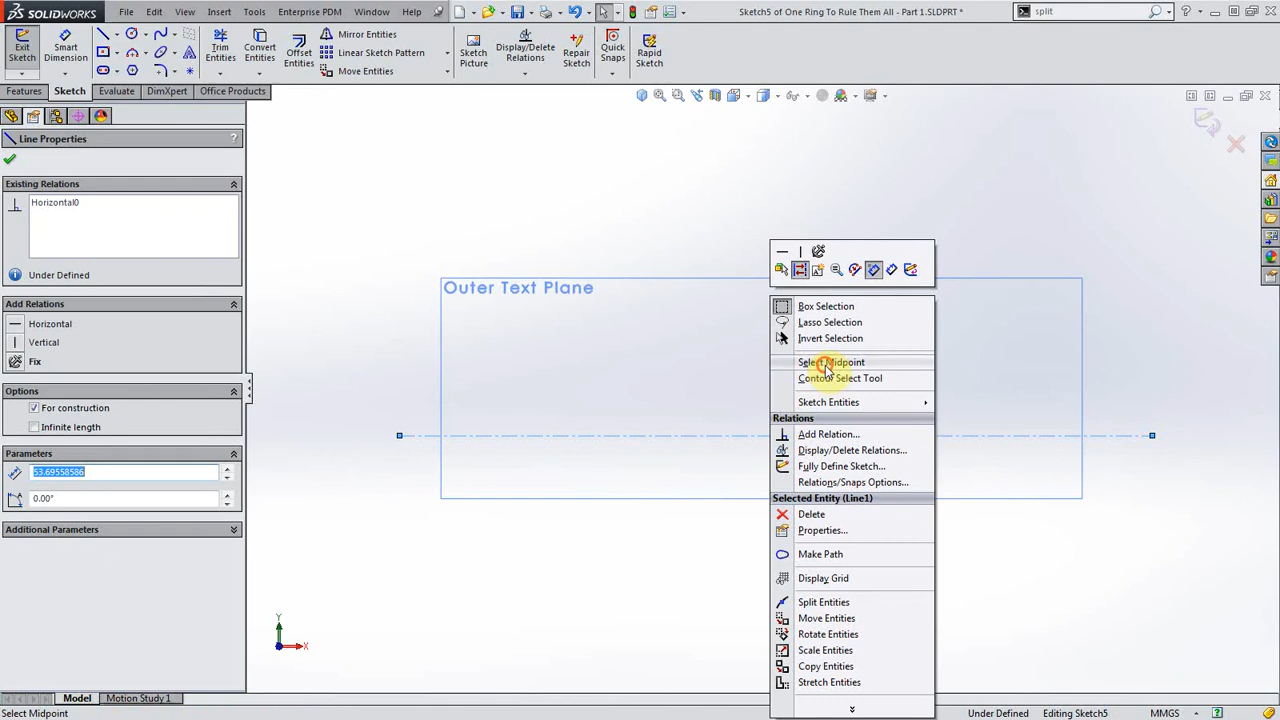 SOLIDWORKS File Edit View Insert Tools Enterprise PDM Window Help Sketch5 of One Ring To Rule Them All - Part 1.SLDPRT * split
Exit Sketch Smart Dimension Trim Entities Convert Entities Offset Entities Mirror Entities Linear Sketch Pattern Move Entities Sketch Picture Display/Delete Relations Repair Sketch Quick Snaps Rapid Sketch
Features Sketch Evaluate DimXpert Office Products
Line Properties ?
Existing Relations
Horizontal0
Under Defined
Add Relations
Horizontal
Vertical
Fix
Options
For construction
Infinite length
Parameters
53.69558586
0.00°
Additional Parameters
Outer Text Plane
Box Selection
Lasso Selection
Invert Selection
Select Midpoint
Contour Select Tool
Sketch Entities
Relations
Add Relation...
Display/Delete Relations...
Fully Define Sketch...
Relations/Snaps Options...
Selected Entity (Line1)
Delete
Properties...
Make Path
Display Grid
Split Entities
Move Entities
Rotate Entities
Scale Entities
Copy Entities
Stretch Entities
Y
X
Model Motion Study 1
Select Midpoint Under Defined Editing Sketch5 MMGS